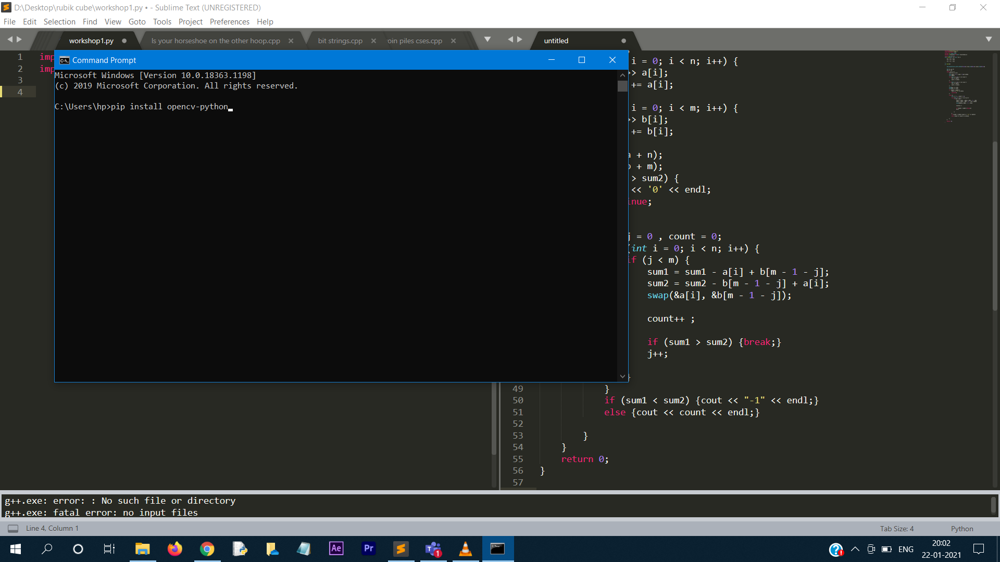 D:\Desktop\rubik cube\workshop1.py • - Sublime Text (UNREGISTERED)
File Edit Selection Find View Goto Tools Project Preferences Help
workshop1.py
Is your horseshoe on the other hoop.cpp
bit strings.cpp
oin piles cses.cpp
untitled
1 imp
2 imp
3
4
Command Prompt
Microsoft Windows [Version 10.0.18363.1198]
(c) 2019 Microsoft Corporation. All rights reserved.
C:\Users\hp>pip install opencv-python
i = 0; i < n; i++) {
> a[i];
+= a[i];
i = 0; i < m; i++) {
> b[i];
+= b[i];
a + n);
b + m);
> sum2) {
<< '0' << endl;
inue;
j = 0 , count = 0;
(int i = 0; i < n; i++) {
if (j < m) {
sum1 = sum1 - a[i] + b[m - 1 - j];
sum2 = sum2 - b[m - 1 - j] + a[i];
swap(&a[i], &b[m - 1 - j]);
count++ ;
if (sum1 > sum2) {break;}
j++;
}
49 }
50 if (sum1 < sum2) {cout << "-1" << endl;}
51 else {cout << count << endl;}
52
53 }
54 }
55 return 0;
56 }
57
g++.exe: error: : No such file or directory
g++.exe: fatal error: no input files
Line 4, Column 1
Tab Size: 4
Python
Ae
Pr
1
ENG
20:02
22-01-2021